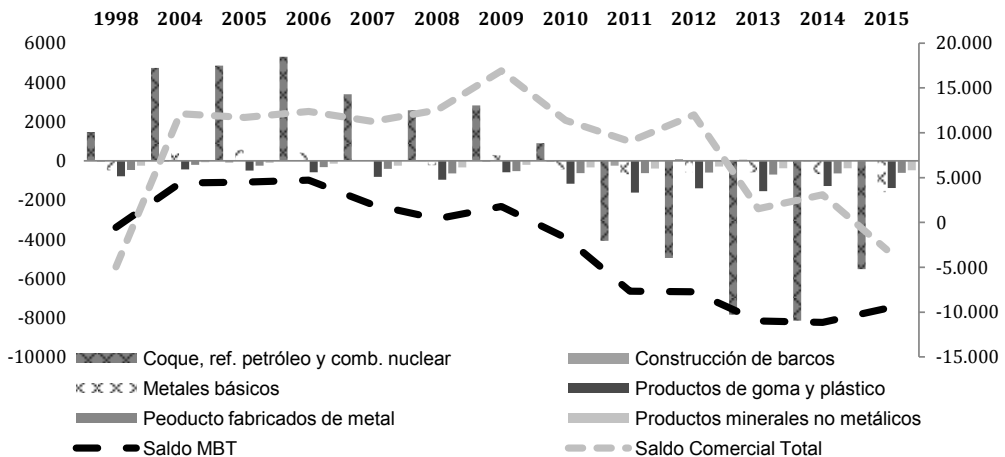 1998 2004 2005 2006 2007 2008 2009 2010 2011 2012 2013 2014 2015
6000 20.000
4000 15.000
2000 10.000
0 5.000
-2000 0
-4000 -5.000
-6000 -10.000
-8000 -15.000
-10000
Coque, ref. petróleo y comb. nuclear Construcción de barcos
Metales básicos Productos de goma y plástico
Peoducto fabricados de metal Productos minerales no metálicos
Saldo MBT Saldo Comercial Total